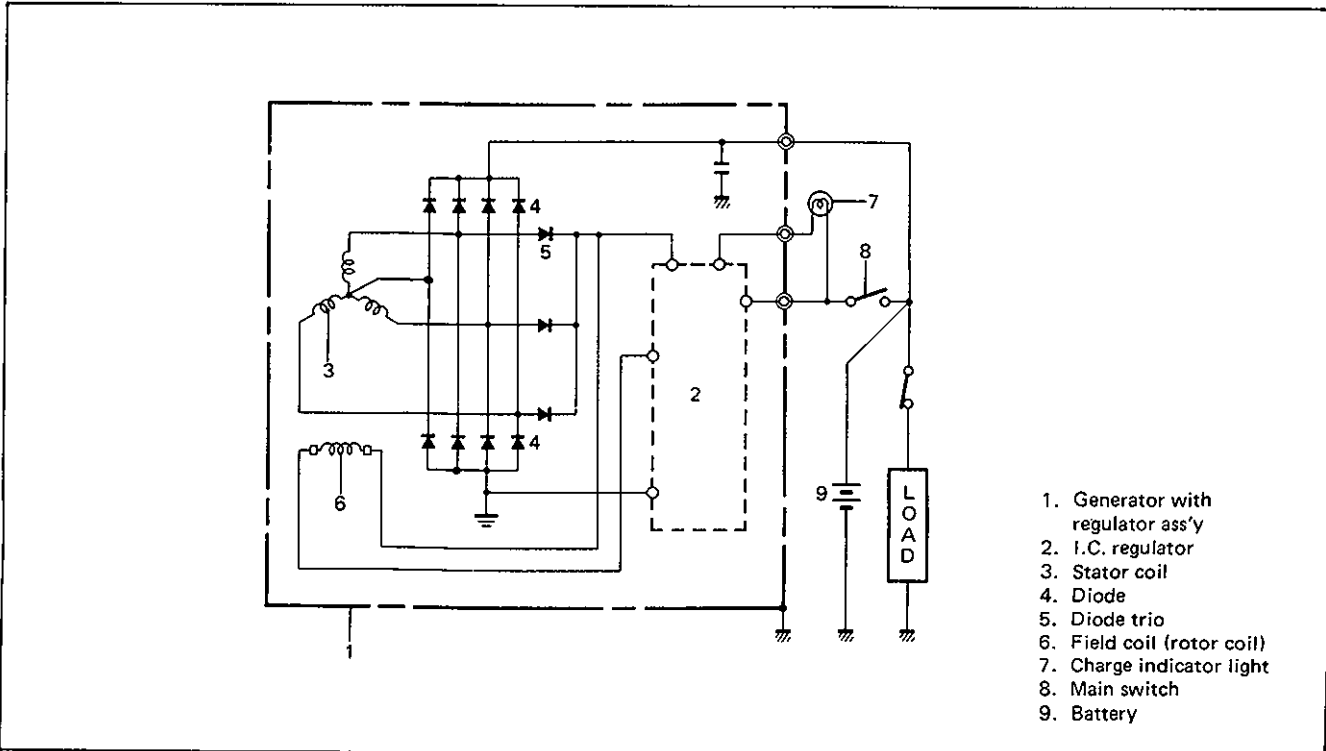 4
7
5
8
3
2
4
6
9
LOAD
1
1. Generator with
regulator ass'y
2. I.C. regulator
3. Stator coil
4. Diode
5. Diode trio
6. Field coil (rotor coil)
7. Charge indicator light
8. Main switch
9. Battery